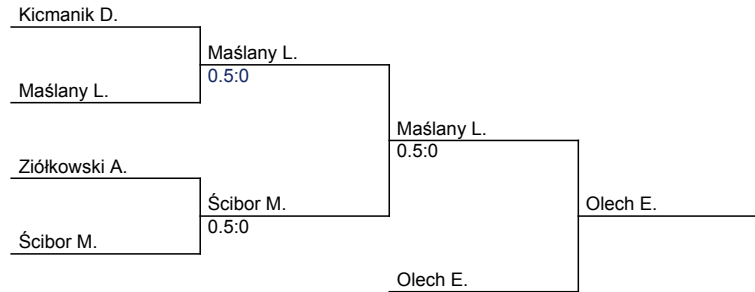 Kicmanik D.
Maślany L.
0.5:0
Maślany L.
Maślany L.
0.5:0
Ziółkowski A.
Ścibor M.
0.5:0
Olech E.
Ścibor M.
Olech E.